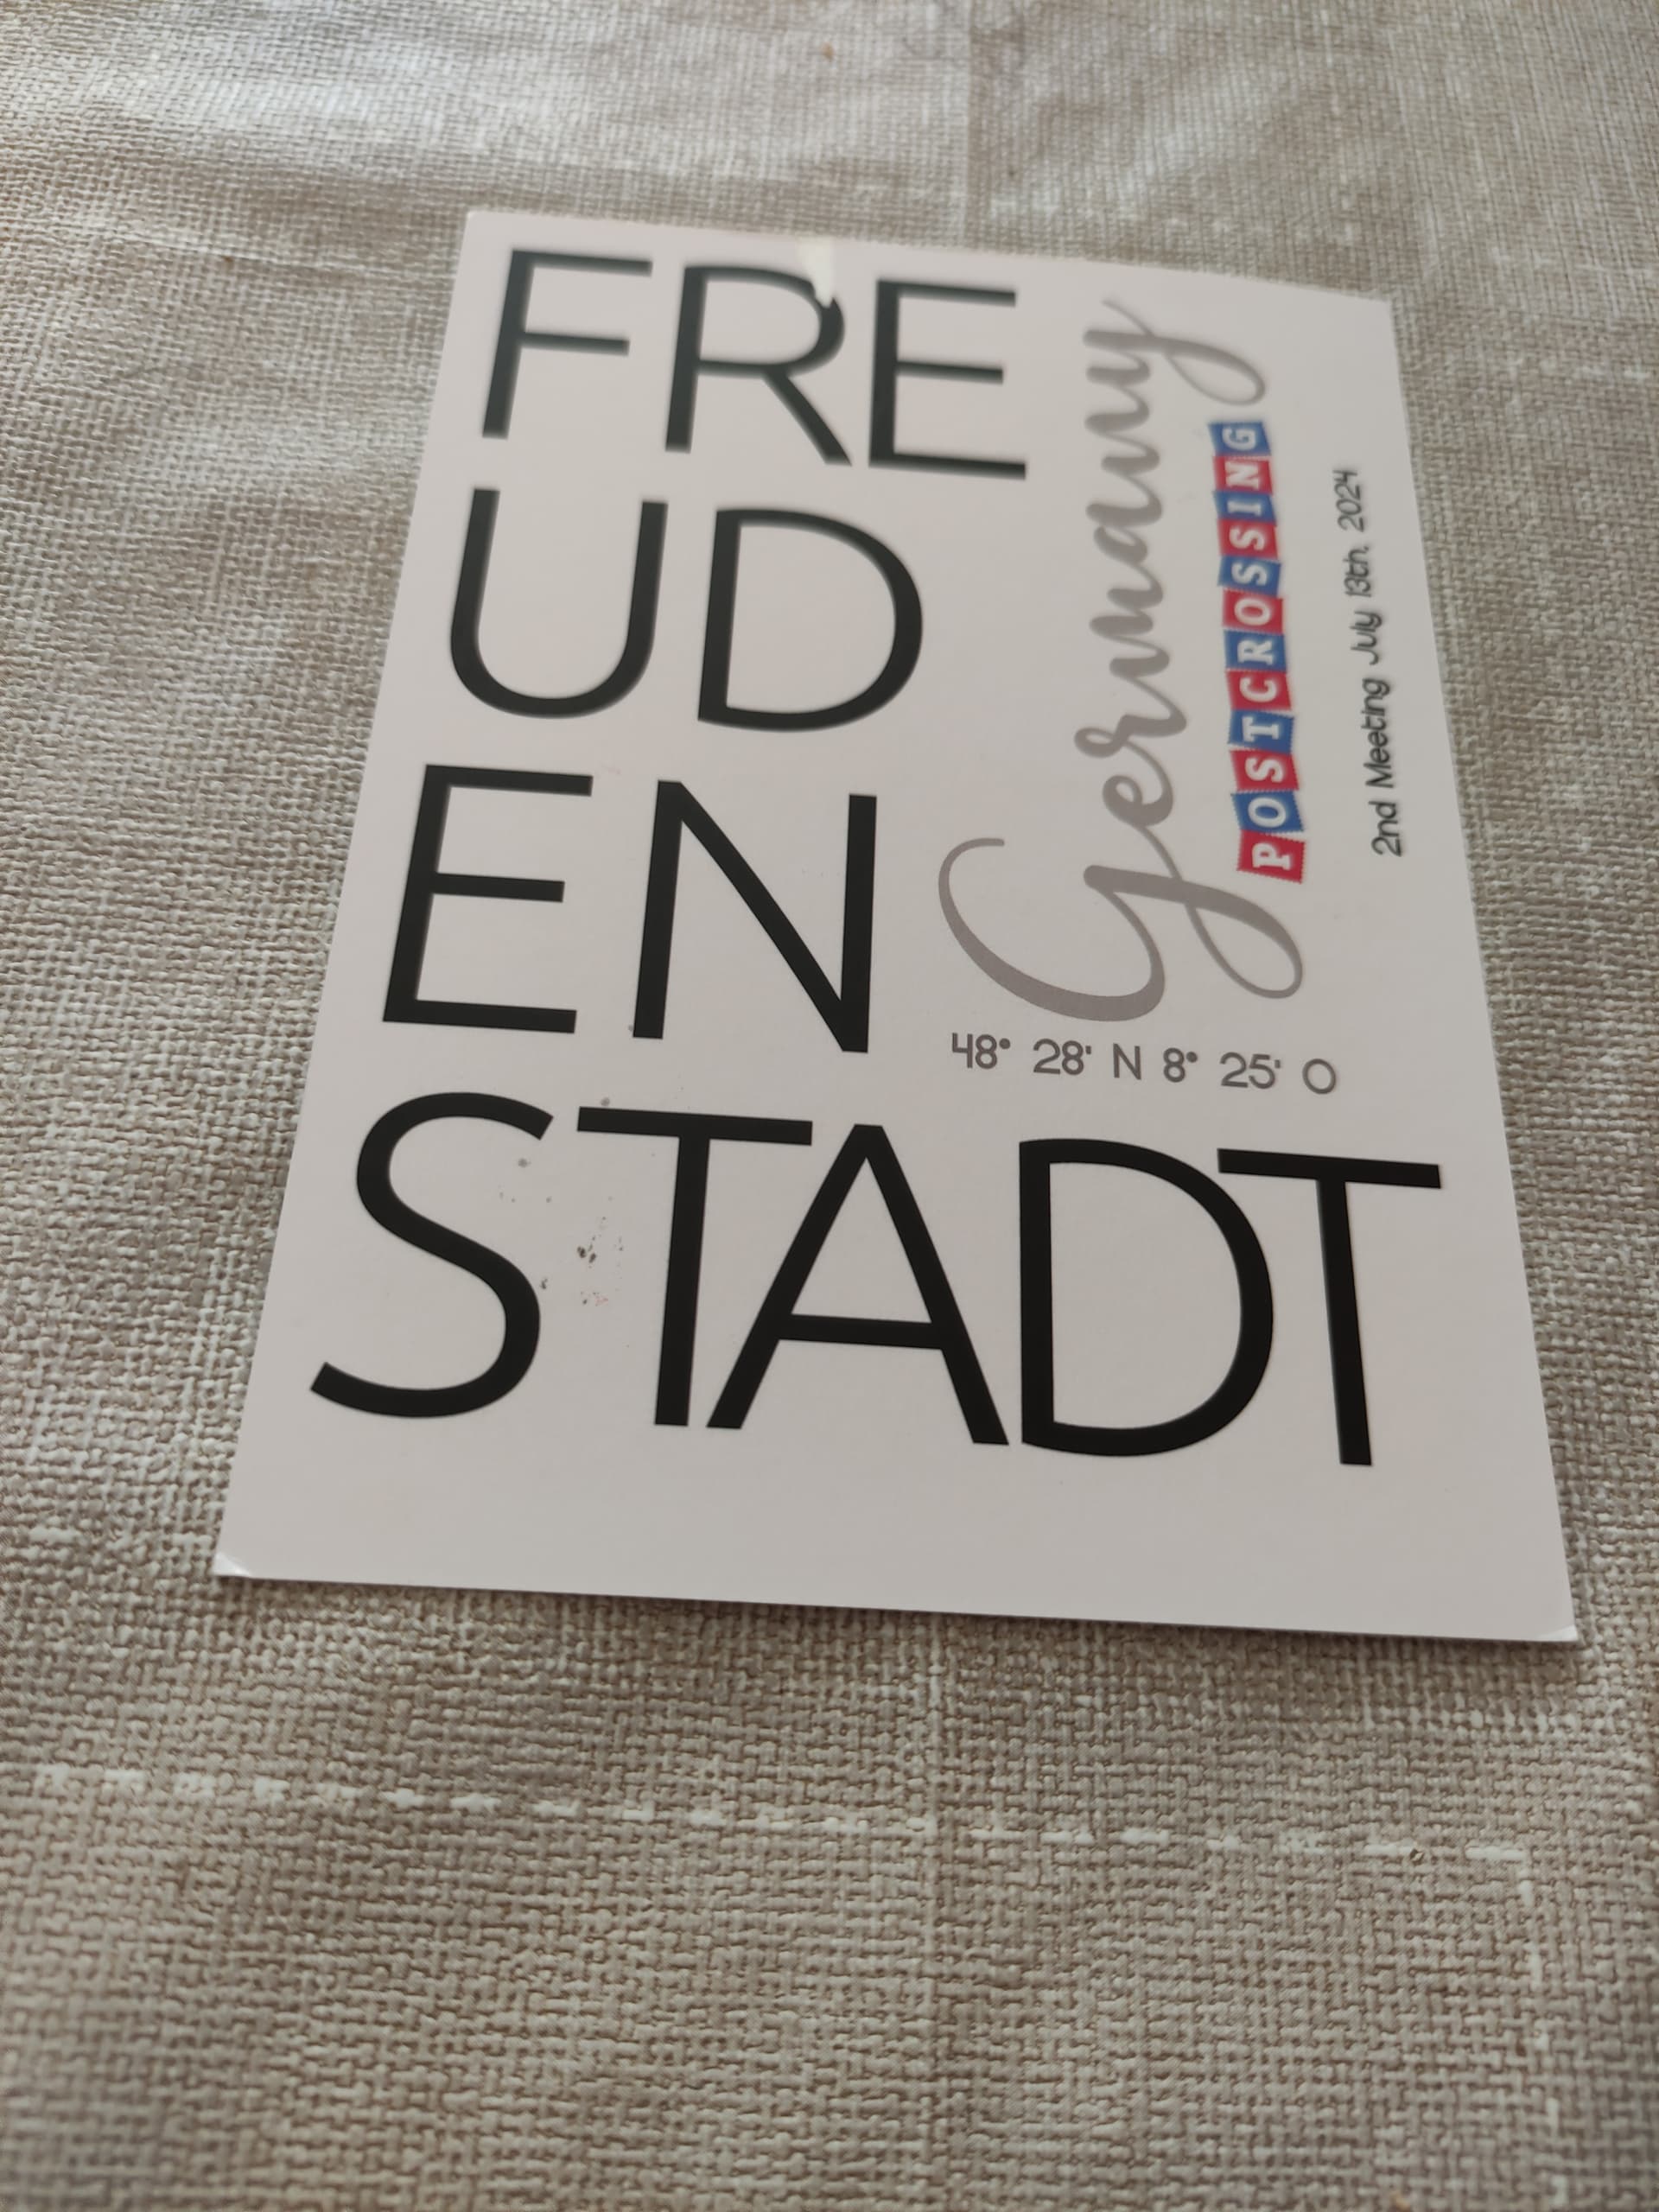 FRE
UD
EN
STADT
Germany
POSTCROSSING
2nd Meeting July 13th, 2024
48° 28' N 8° 25' O